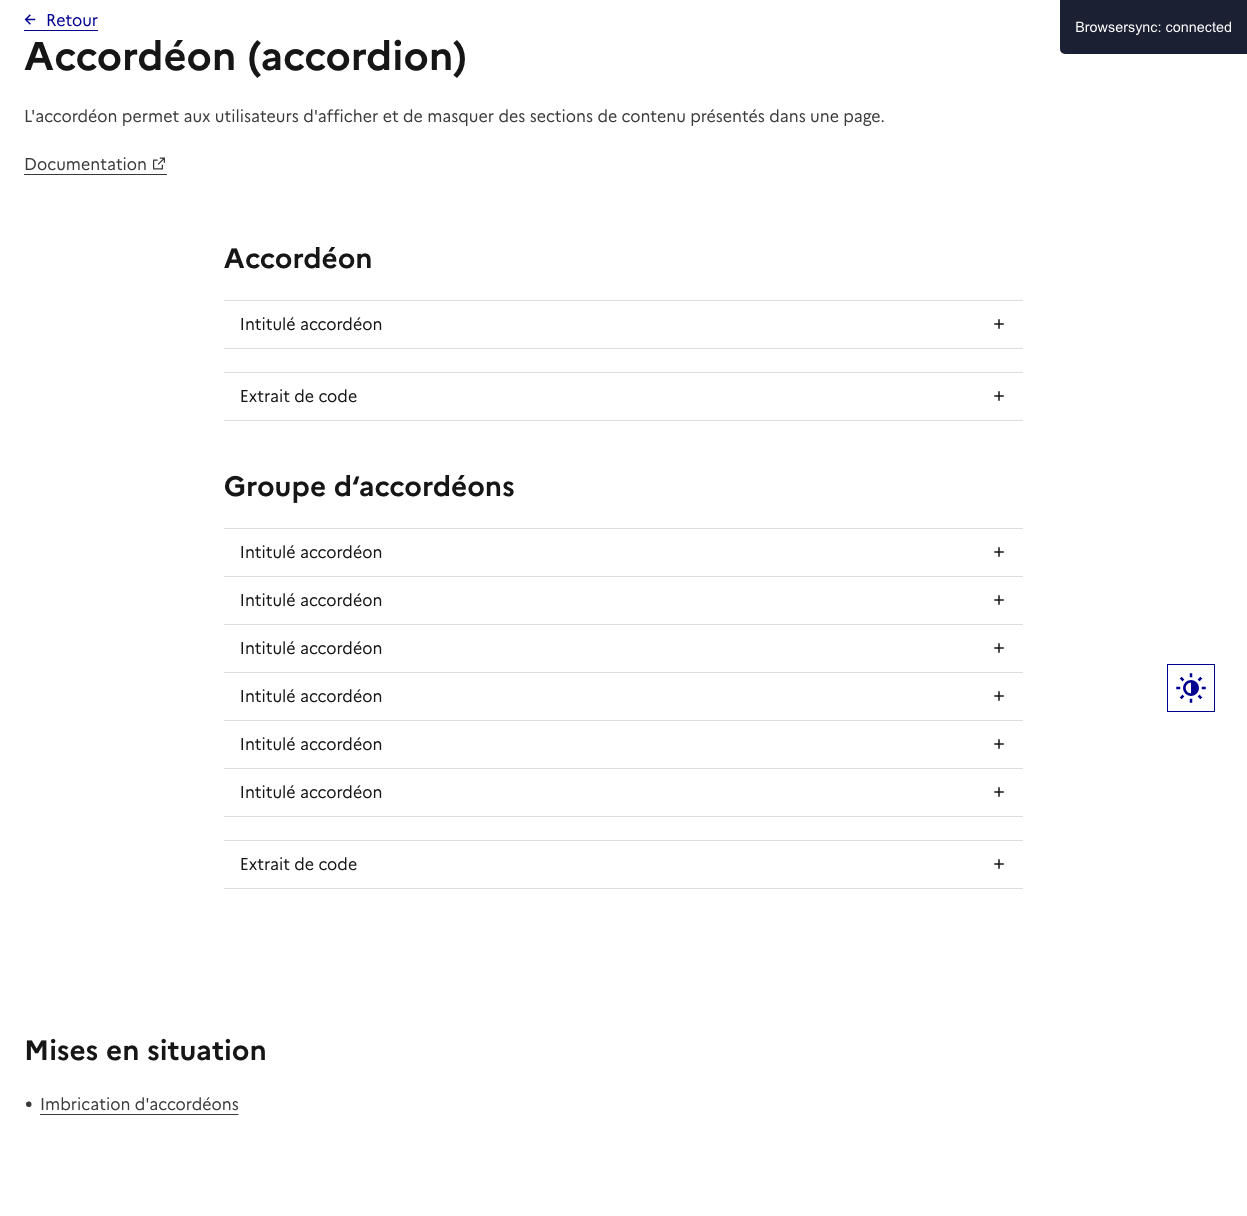 Retour
Browsersync: connected
Accordéon (accordion)
L'accordéon permet aux utilisateurs d'afficher et de masquer des sections de contenu présentés dans une page.
Documentation
Accordéon
Intitulé accordéon
Extrait de code
Groupe d‘accordéons
Intitulé accordéon
Intitulé accordéon
Intitulé accordéon
Intitulé accordéon
Intitulé accordéon
Intitulé accordéon
Extrait de code
Mises en situation
• Imbrication d'accordéons